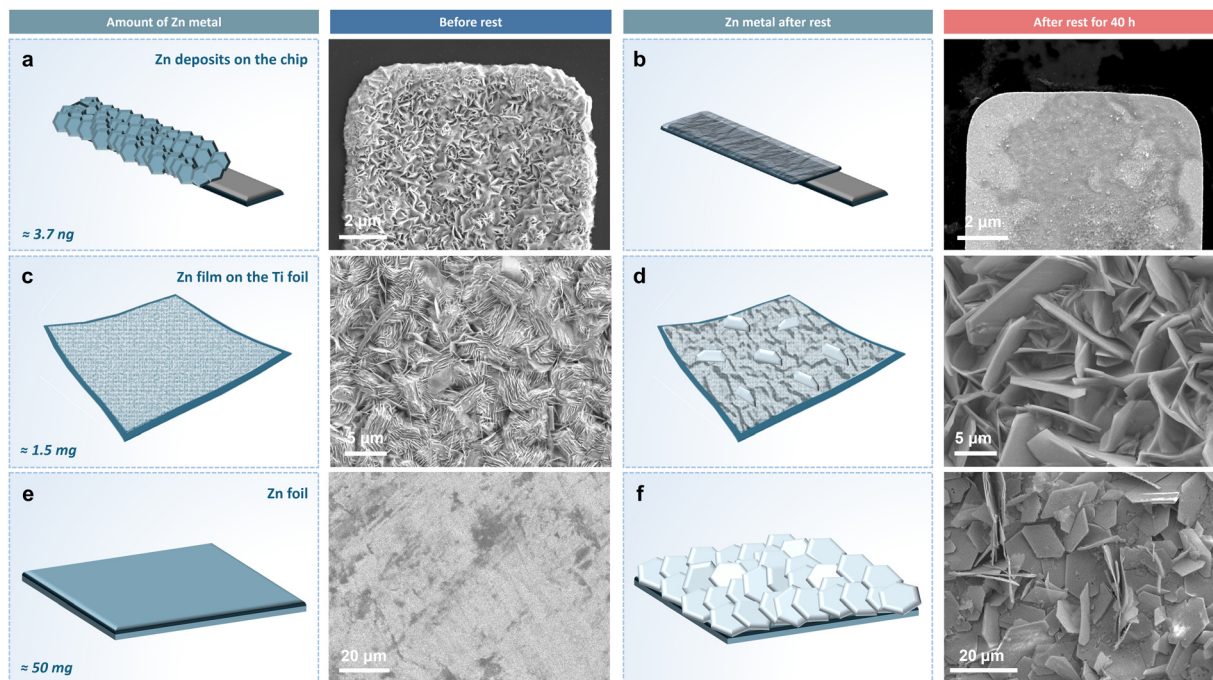 Amount of Zn metal
Before rest
Zn metal after rest
After rest for 40 h
a
Zn deposits on the chip
≈ 3.7 ng
2 μm
b
2 μm
c
Zn film on the Ti foil
≈ 1.5 mg
5 μm
d
5 μm
e
Zn foil
≈ 50 mg
20 μm
f
20 μm